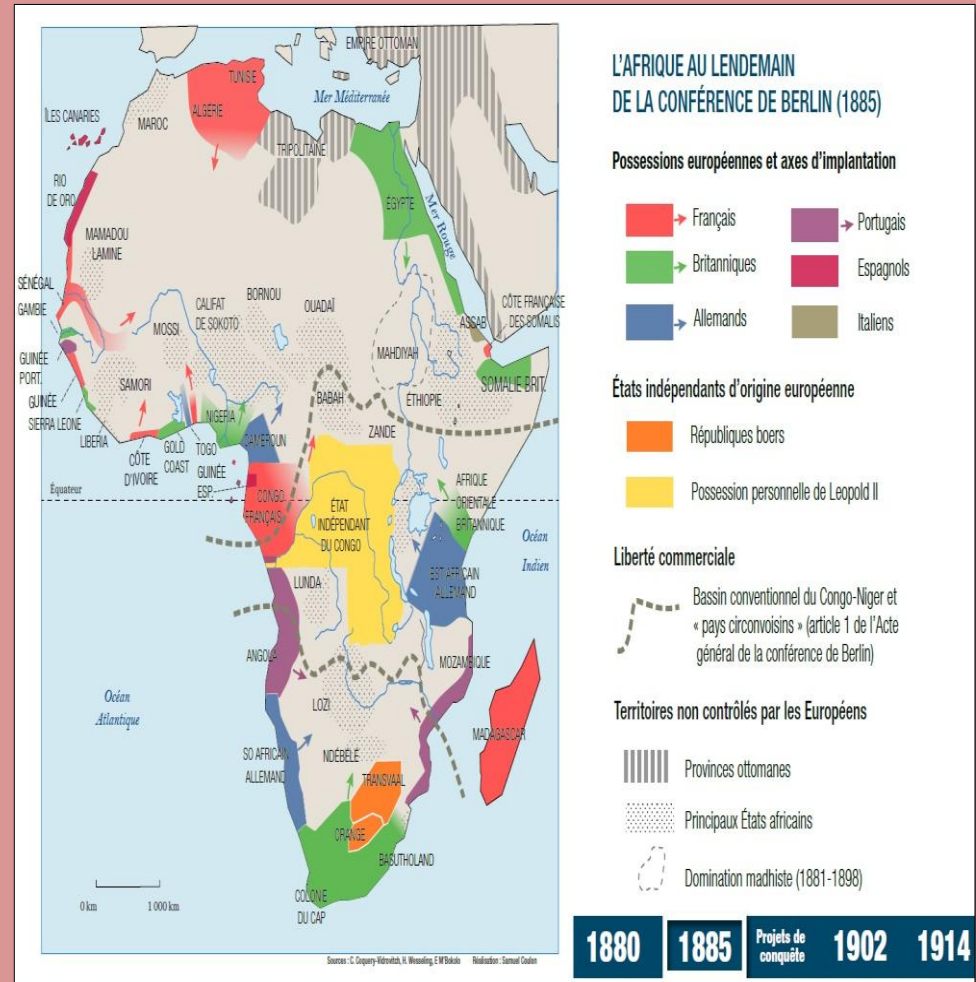 L'AFRIQUE AU LENDEMAIN
DE LA CONFÉRENCE DE BERLIN (1885)
Possessions européennes et axes d'implantation
Français
Britanniques
Allemands
Portugais
Espagnols
Italiens
États indépendants d'origine européenne
Républiques boers
Possession personnelle de Leopold II
Liberté commerciale
Bassin conventionnel du Congo-Niger et
« pays circonvoisins » (article 1 de l'Acte
général de la conférence de Berlin)
Territoires non contrôlés par les Européens
Provinces ottomanes
Principaux États africains
Domination madhiste (1881-1898)
1880
1885
Projets de
conquête
1902
1914
EMPIRE OTTOMAN
TUNISIE
Mer Méditerranée
ALGÉRIE
ÎLES CANARIES
MAROC
TRIPOLITAINE
RIO
DE ORO
ÉGYPTE
Mer Rouge
MAMADOU
LAMINE
SÉNÉGAL
GAMBIE
CALIFAT
DE SOKOTO
BORNOU
OUADAÏ
MOSSI
CÔTE FRANÇAISE
DES SOMALIS
ASSAB
MAHDIYAH
GUINÉE
PORT.
GUINÉE
SIERRA LEONE
SAMORI
LIBERIA
NIGERIA
BABAH
ÉTHIOPIE
SOMALIE BRIT.
CÔTE
D'IVOIRE
GOLD
COAST
TOGO
GUINÉE
ESP.
CAMEROUN
ZANDE
Équateur
CONGO
FRANÇAIS
ÉTAT
INDÉPENDANT
DU CONGO
AFRIQUE
ORIENTALE
BRITANNIQUE
Océan
Indien
EST AFRICAIN
ALLEMAND
LUNDA
ANGOLA
MOZAMBIQUE
Océan
Atlantique
LOZI
MADAGASCAR
SO AFRICAIN
ALLEMAND
NDÉBÉLÉ
TRANSVAAL
ORANGE
BASUTHOLAND
COLONIE
DU CAP
0 km
1 000 km
Sources : C. Coquery-Vidrovitch, H. Wesseling, E M'Bokolo
Réalisation : Samuel Coulon